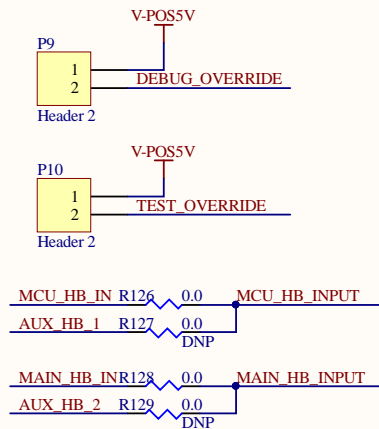 V-POS5V
P9
1
2
DEBUG_OVERRIDE
Header 2
V-POS5V
P10
1
2
TEST_OVERRIDE
Header 2
MCU_HB_IN R126 0.0 MCU_HB_INPUT
AUX_HB_1 R127 0.0
DNP
MAIN_HB_IN R128 0.0 MAIN_HB_INPUT
AUX_HB_2 R129 0.0
DNP